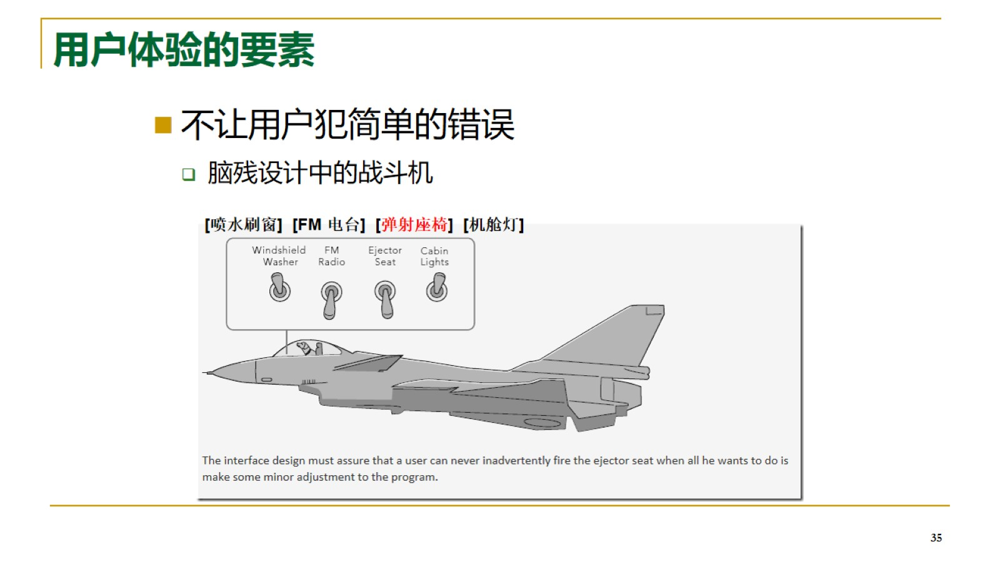 用户体验的要素
不让用户犯简单的错误
脑残设计中的战斗机
[喷水刷窗] [FM 电台] [弹射座椅] [机舱灯]
Windshield Washer
FM Radio
Ejector Seat
Cabin Lights
The interface design must assure that a user can never inadvertently fire the ejector seat when all he wants to do is
make some minor adjustment to the program.
35